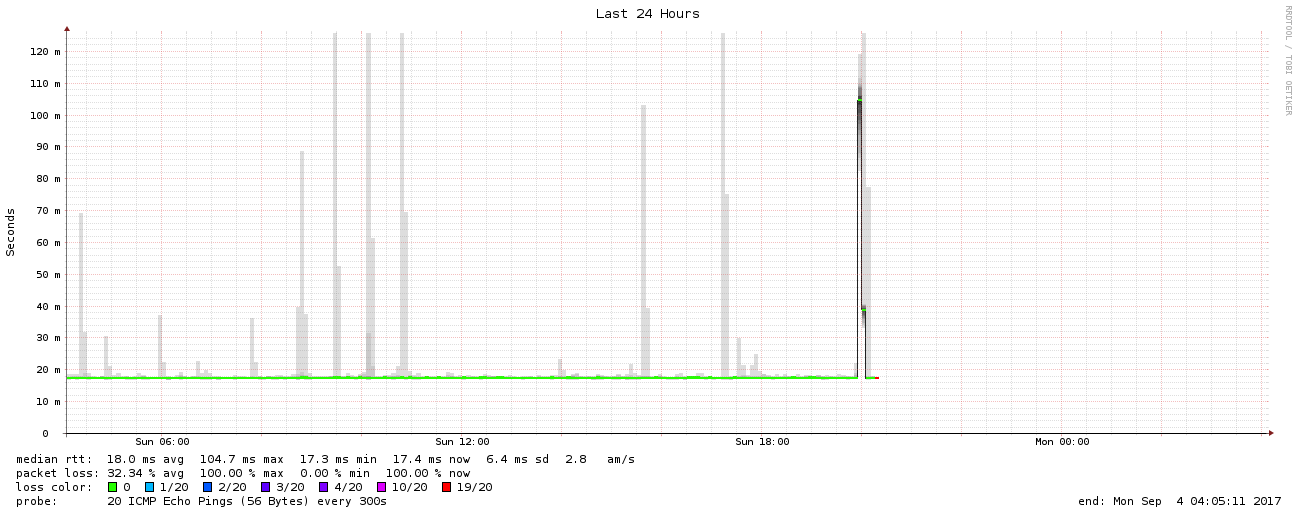 Last 24 Hours
RRDTOOL / TOBI OETIKER
Seconds
120 m
110 m
100 m
90 m
80 m
70 m
60 m
50 m
40 m
30 m
20 m
10 m
0
Sun 06:00 Sun 12:00 Sun 18:00 Mon 00:00
median rtt: 18.0 ms avg 104.7 ms max 17.3 ms min 17.4 ms now 6.4 ms sd 2.8 am/s
packet loss: 32.34 % avg 100.00 % max 0.00 % min 100.00 % now
loss color: 0 1/20 2/20 3/20 4/20 10/20 19/20
probe: 20 ICMP Echo Pings (56 Bytes) every 300s end: Mon Sep 4 04:05:11 2017